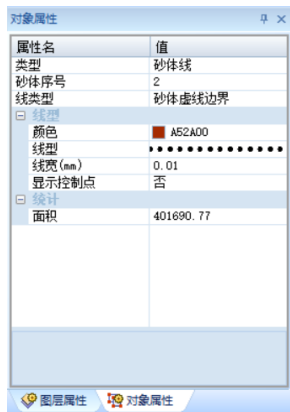 对象属性
属性名 值
类型 砂体线
砂体序号 2
线类型 砂体虚线边界
线型
颜色 A52A00
线型
线宽(mm) 0.01
显示控制点 否
统计
面积 401690.77
图层属性 对象属性